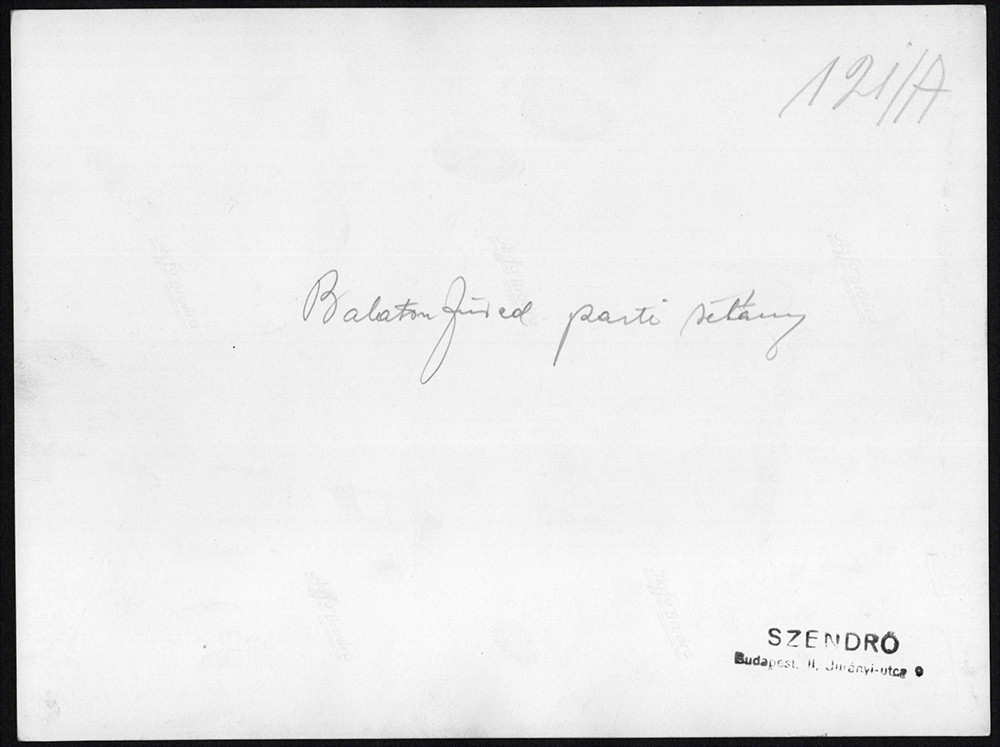 121/A
Balatonfüred parti sétány
SZENDRŐ
Budapest. II. Jurányi-utca 9